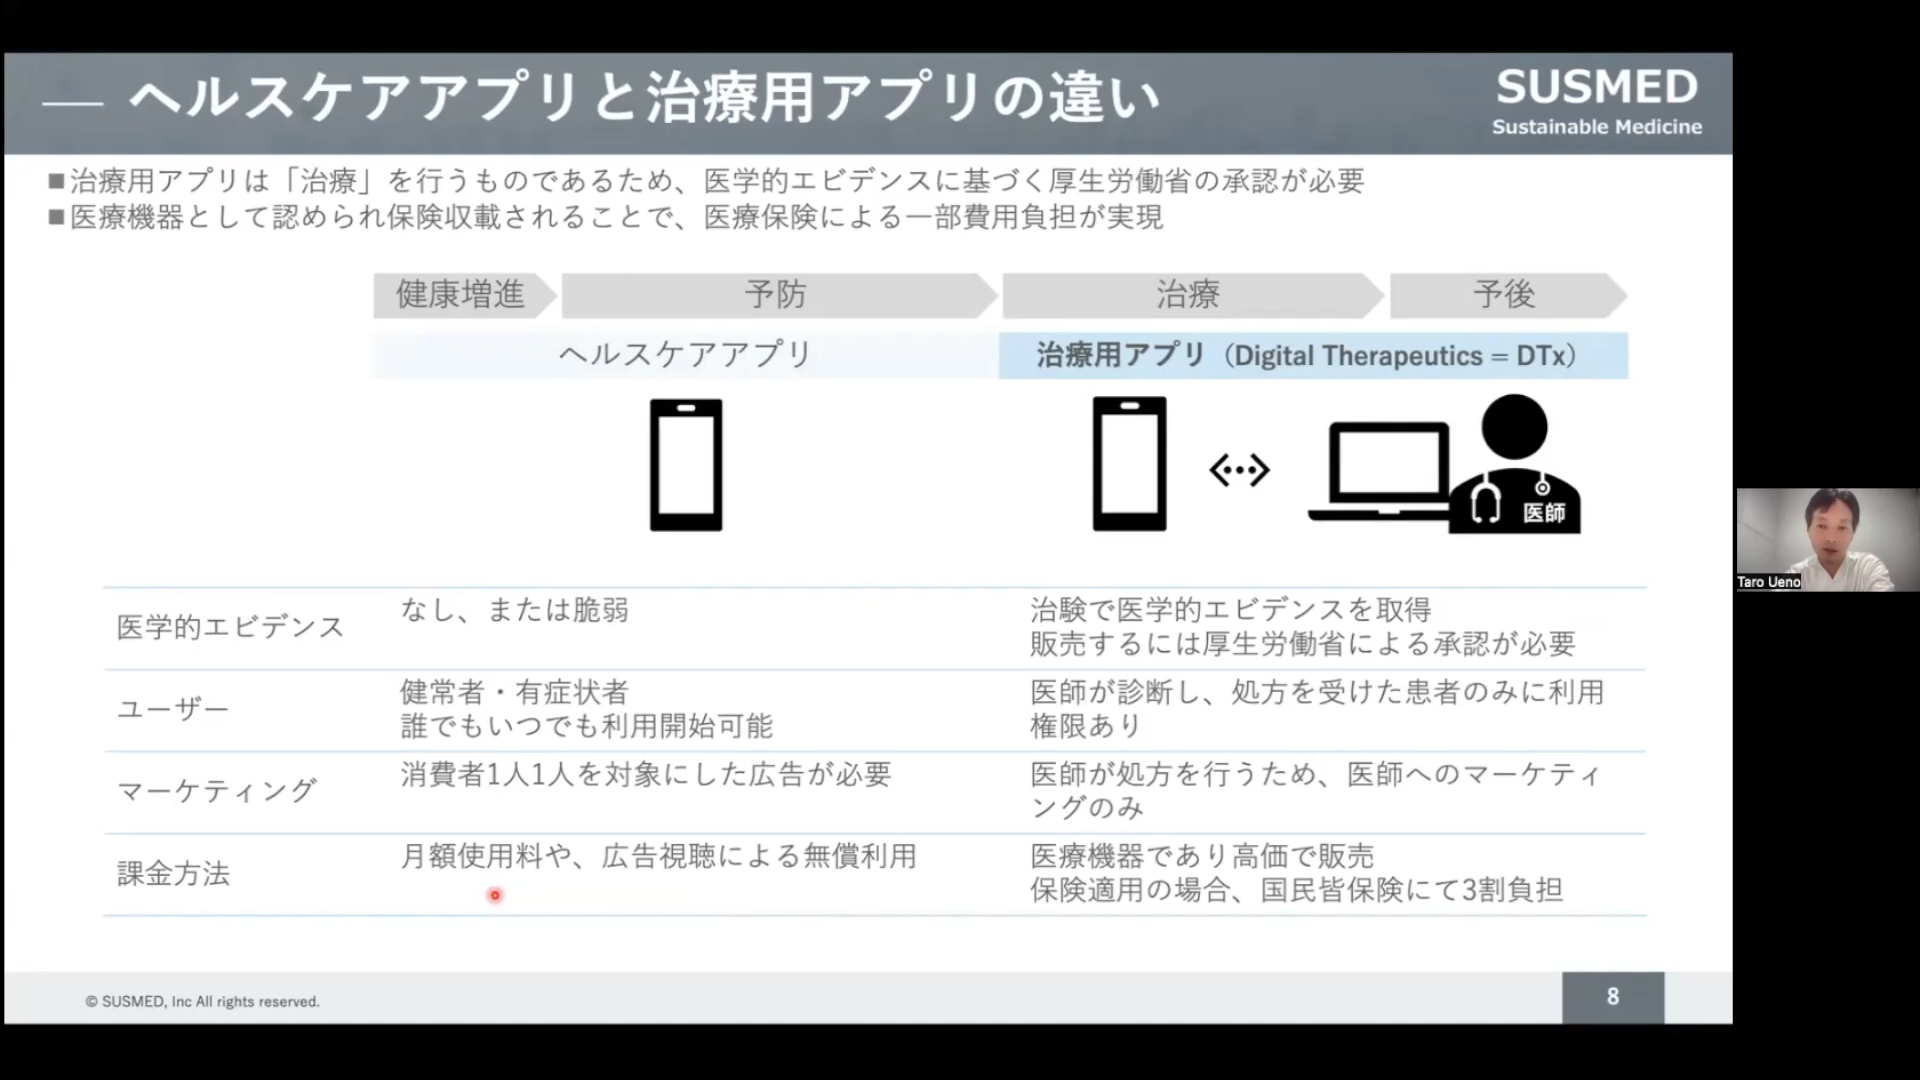 ヘルスケアアプリと治療用アプリの違い
SUSMED
Sustainable Medicine
■治療用アプリは「治療」を行うものであるため、医学的エビデンスに基づく厚生労働省の承認が必要
■医療機器として認められ保険収載されることで、医療保険による一部費用負担が実現
健康増進
予防
治療
予後
ヘルスケアアプリ
治療用アプリ（Digital Therapeutics = DTx）
医師
医学的エビデンス
なし、または脆弱
治験で医学的エビデンスを取得
販売するには厚生労働省による承認が必要
ユーザー
健常者・有症状者
誰でもいつでも利用開始可能
医師が診断し、処方を受けた患者のみに利用
権限あり
マーケティング
消費者1人1人を対象にした広告が必要
医師が処方を行うため、医師へのマーケティ
ングのみ
課金方法
月額使用料や、広告視聴による無償利用
医療機器であり高価で販売
保険適用の場合、国民皆保険にて3割負担
© SUSMED, Inc All rights reserved.
8
Taro Ueno